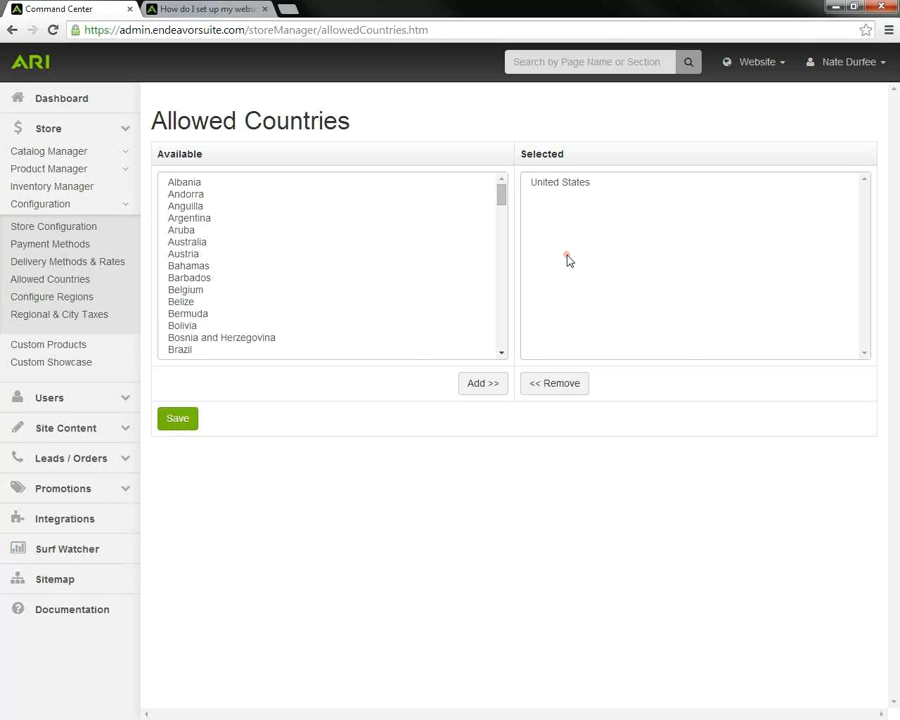 Command Center
How do I set up my webs
https://admin.endeavorsuite.com/storeManager/allowedCountries.htm
ARI
Search by Page Name or Section
Website
Nate Durfee
Dashboard
Store
Catalog Manager
Product Manager
Inventory Manager
Configuration
Store Configuration
Payment Methods
Delivery Methods & Rates
Allowed Countries
Configure Regions
Regional & City Taxes
Custom Products
Custom Showcase
Users
Site Content
Leads / Orders
Promotions
Integrations
Surf Watcher
Sitemap
Documentation
Allowed Countries
Available
Albania
Andorra
Anguilla
Argentina
Aruba
Australia
Austria
Bahamas
Barbados
Belgium
Belize
Bermuda
Bolivia
Bosnia and Herzegovina
Brazil
Add >>
Selected
United States
<< Remove
Save